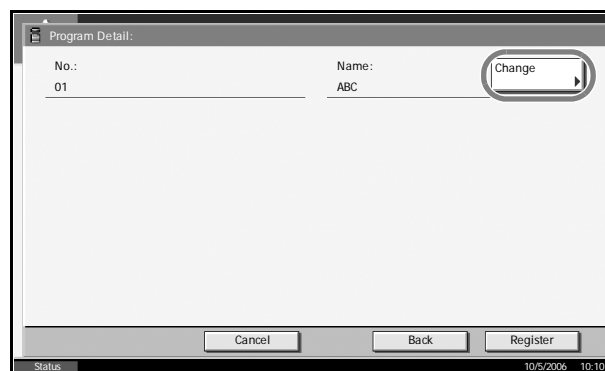 Program Detail:
No.: Name: Change
01 ABC
Cancel Back Register
Status 10/5/2006 10:10